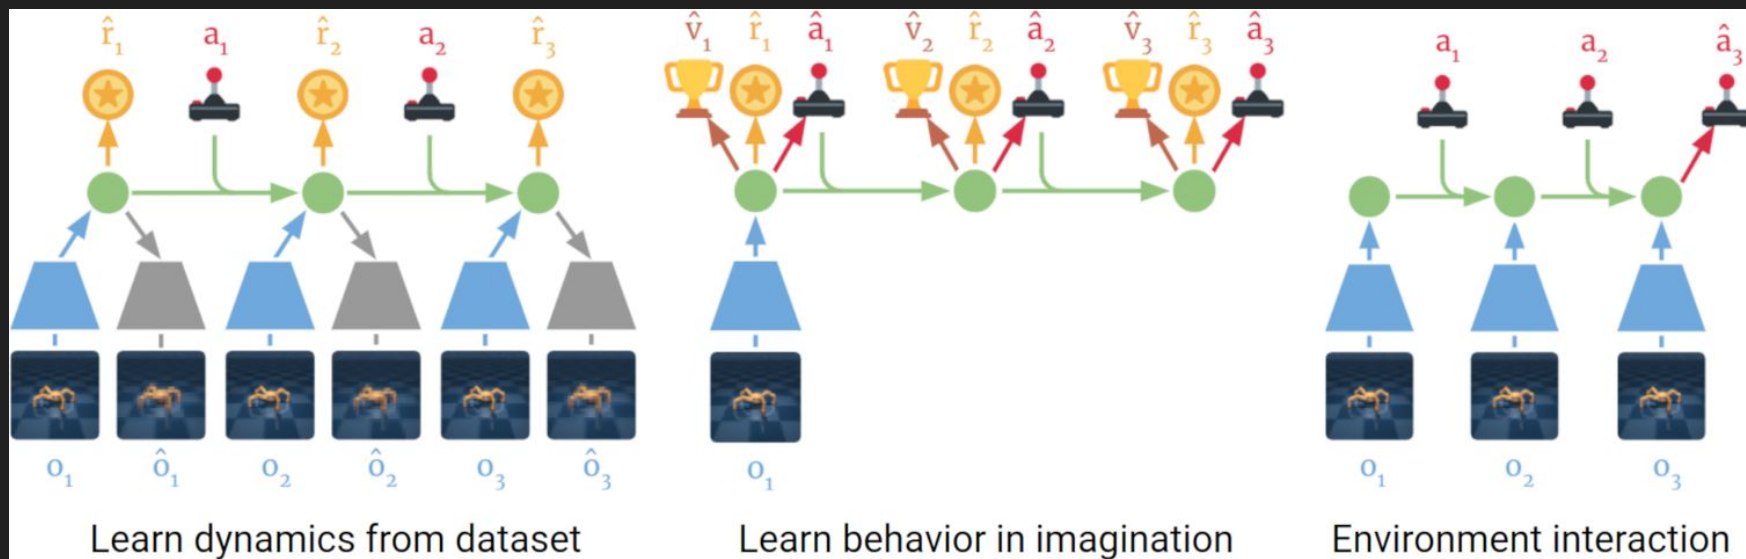 r̂₁ a₁ r̂₂ a₂ r̂₃
v̂₁ r̂₁ â₁ v̂₂ r̂₂ â₂ v̂₃ r̂₃ â₃
a₁ a₂ â₃
o₁ ô₁ o₂ ô₂ o₃ ô₃
o₁
o₁ o₂ o₃
Learn dynamics from dataset
Learn behavior in imagination
Environment interaction